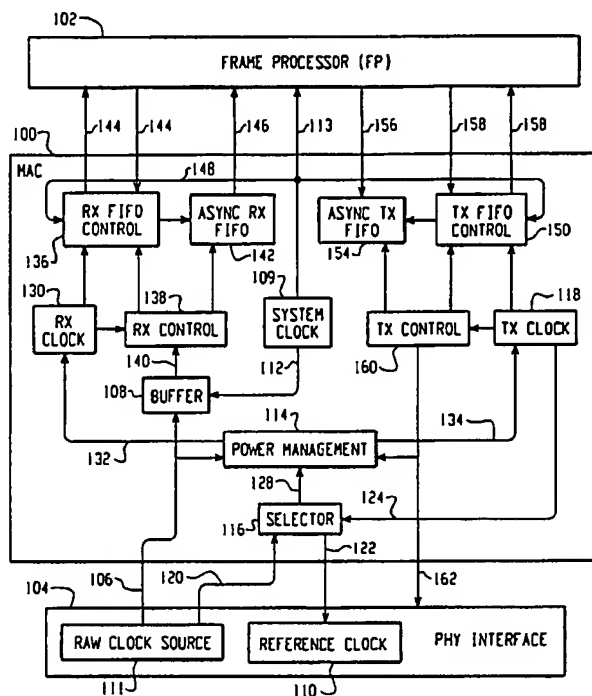 102
FRAME PROCESSOR (FP)
144
144
146
113
156
158
158
100
MAC
148
RX FIFO
CONTROL
ASYNC RX
FIFO
ASYNC TX
FIFO
TX FIFO
CONTROL
136
142
154
150
130
138
109
118
RX
CLOCK
RX CONTROL
SYSTEM
CLOCK
TX CONTROL
TX CLOCK
140
112
160
108
BUFFER
114
134
POWER MANAGEMENT
132
128
124
116
SELECTOR
122
106
120
162
104
RAW CLOCK SOURCE
REFERENCE CLOCK
PHY INTERFACE
111
110